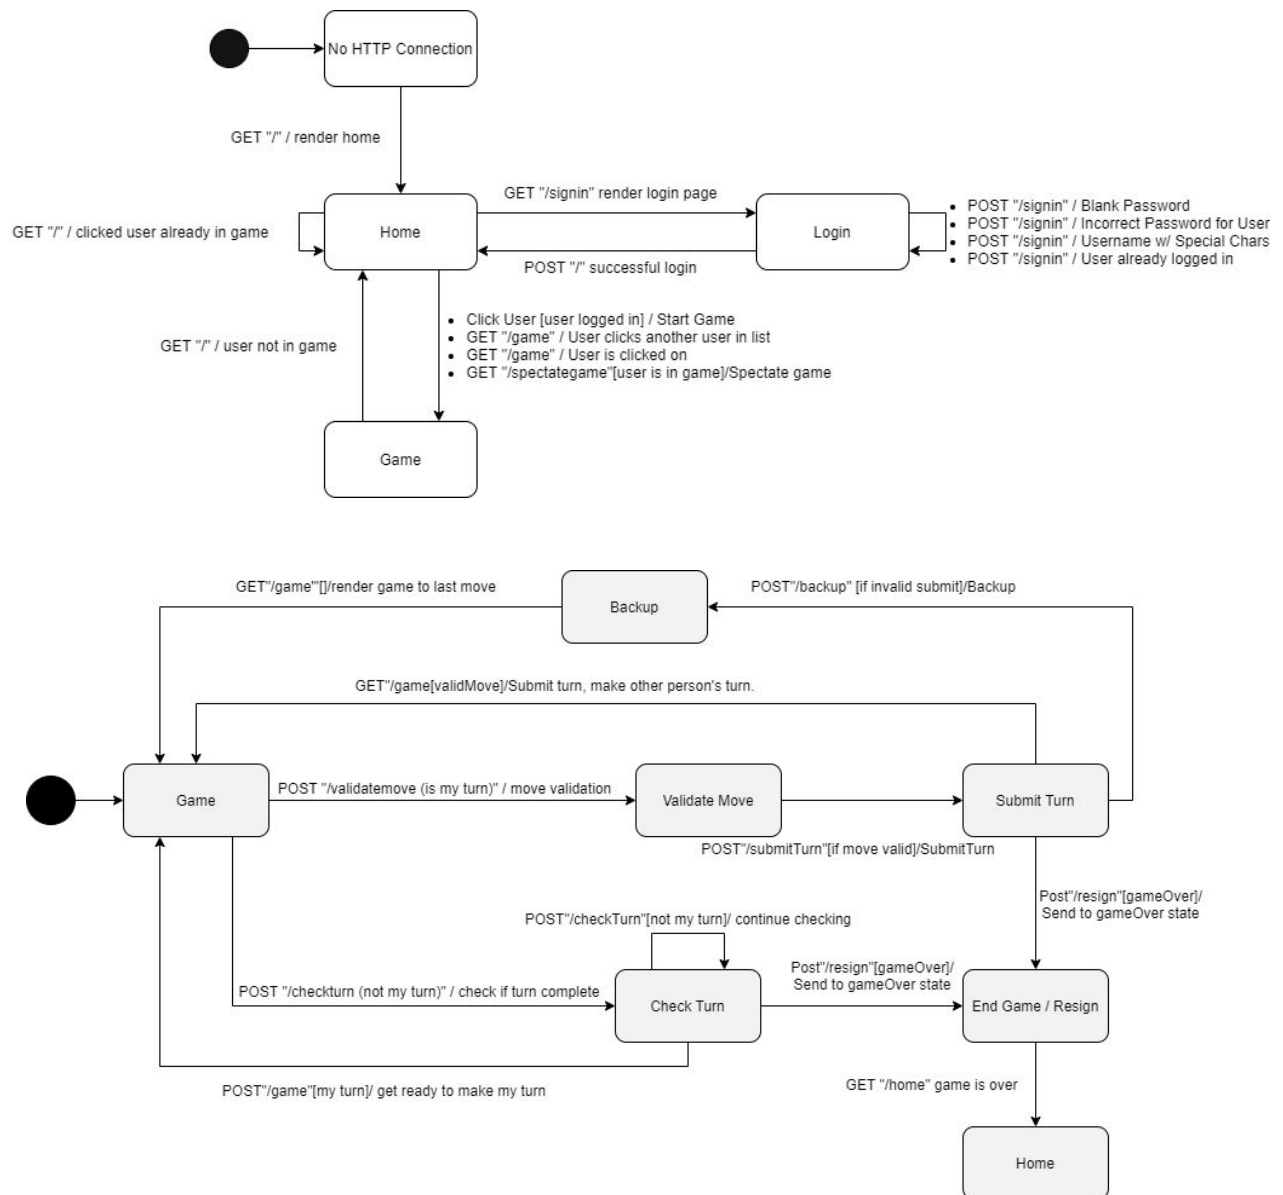 No HTTP Connection
GET "/" / render home
GET "/signin" render login page
GET "/" / clicked user already in game
Home
Login
• POST "/signin" / Blank Password
• POST "/signin" / Incorrect Password for User
• POST "/signin" / Username w/ Special Chars
• POST "/signin" / User already logged in
POST "/" successful login
GET "/" / user not in game
• Click User [user logged in] / Start Game
• GET "/game" / User clicks another user in list
• GET "/game" / User is clicked on
• GET "/spectategame"[user is in game]/Spectate game
Game
GET"/game'"[]/render game to last move
Backup
POST"/backup" [if invalid submit]/Backup
GET"/game[validMove]/Submit turn, make other person's turn.
Game
POST "/validatemove (is my turn)" / move validation
Validate Move
Submit Turn
POST"/submitTurn"[if move valid]/SubmitTurn
Post"/resign"[gameOver]/
Send to gameOver state
POST"/checkTurn"[not my turn]/ continue checking
POST "/checkturn (not my turn)" / check if turn complete
Check Turn
Post"/resign"[gameOver]/
Send to gameOver state
End Game / Resign
POST"/game"[my turn]/ get ready to make my turn
GET "/home" game is over
Home